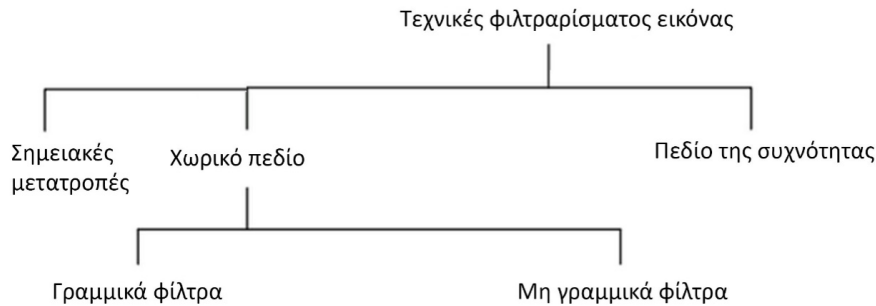 Τεχνικές φιλτραρίσματος εικόνας
Σημειακές
μετατροπές
Χωρικό πεδίο
Πεδίο της συχνότητας
Γραμμικά φίλτρα
Μη γραμμικά φίλτρα